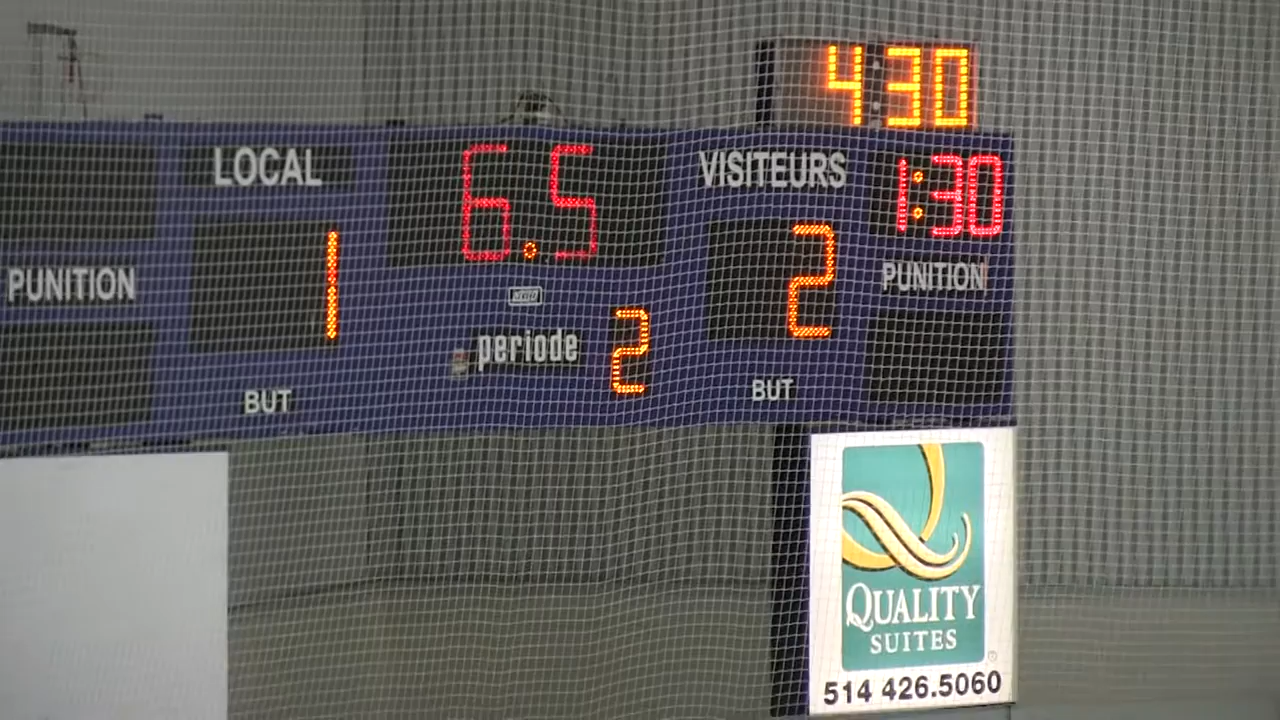 4:30
LOCAL
6.5
VISITEURS
1:30
PUNITION
1
2
PUNITION
periode
2
BUT
BUT
QUALITY
SUITES
514 426.5060